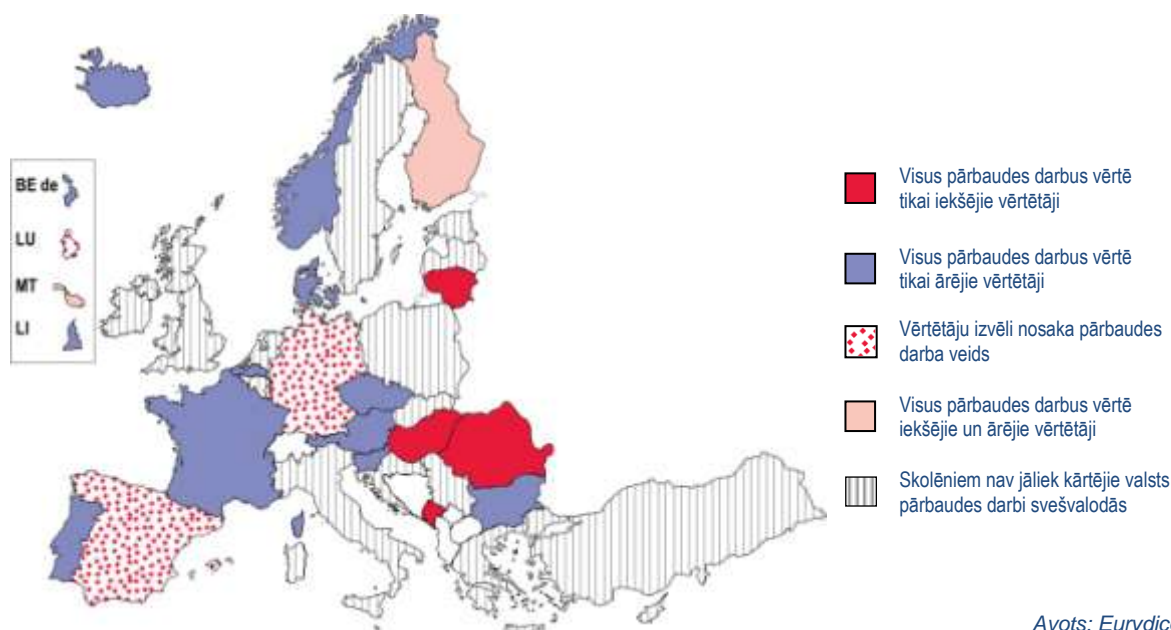 BE de
LU
MT
LI
Visus pārbaudes darbus vērtē
tikai iekšējie vērtētāji
Visus pārbaudes darbus vērtē
tikai ārējie vērtētāji
Vērtētāju izvēli nosaka pārbaudes
darba veids
Visus pārbaudes darbus vērtē
iekšējie un ārējie vērtētāji
Skolēniem nav jāliek kārtējie valsts
pārbaudes darbi svešvalodās
Avots: Eurydic